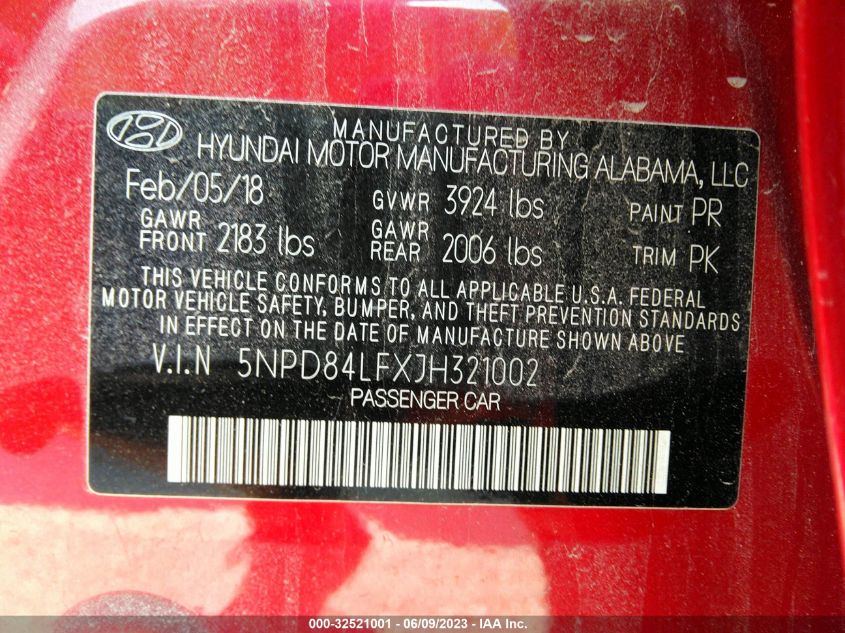 MANUFACTURED BY
HYUNDAI MOTOR MANUFACTURING ALABAMA, LLC
Feb/05/18 GVWR 3924 lbs PAINT PR
GAWR FRONT 2183 lbs GAWR REAR 2006 lbs TRIM PK
THIS VEHICLE CONFORMS TO ALL APPLICABLE U.S.A. FEDERAL
MOTOR VEHICLE SAFETY, BUMPER, AND THEFT PREVENTION STANDARDS
IN EFFECT ON THE DATE OF MANUFACTURE SHOWN ABOVE
V.I.N 5NPD84LFXJH321002
PASSENGER CAR
000-32521001 - 06/09/2023 - IAA Inc.